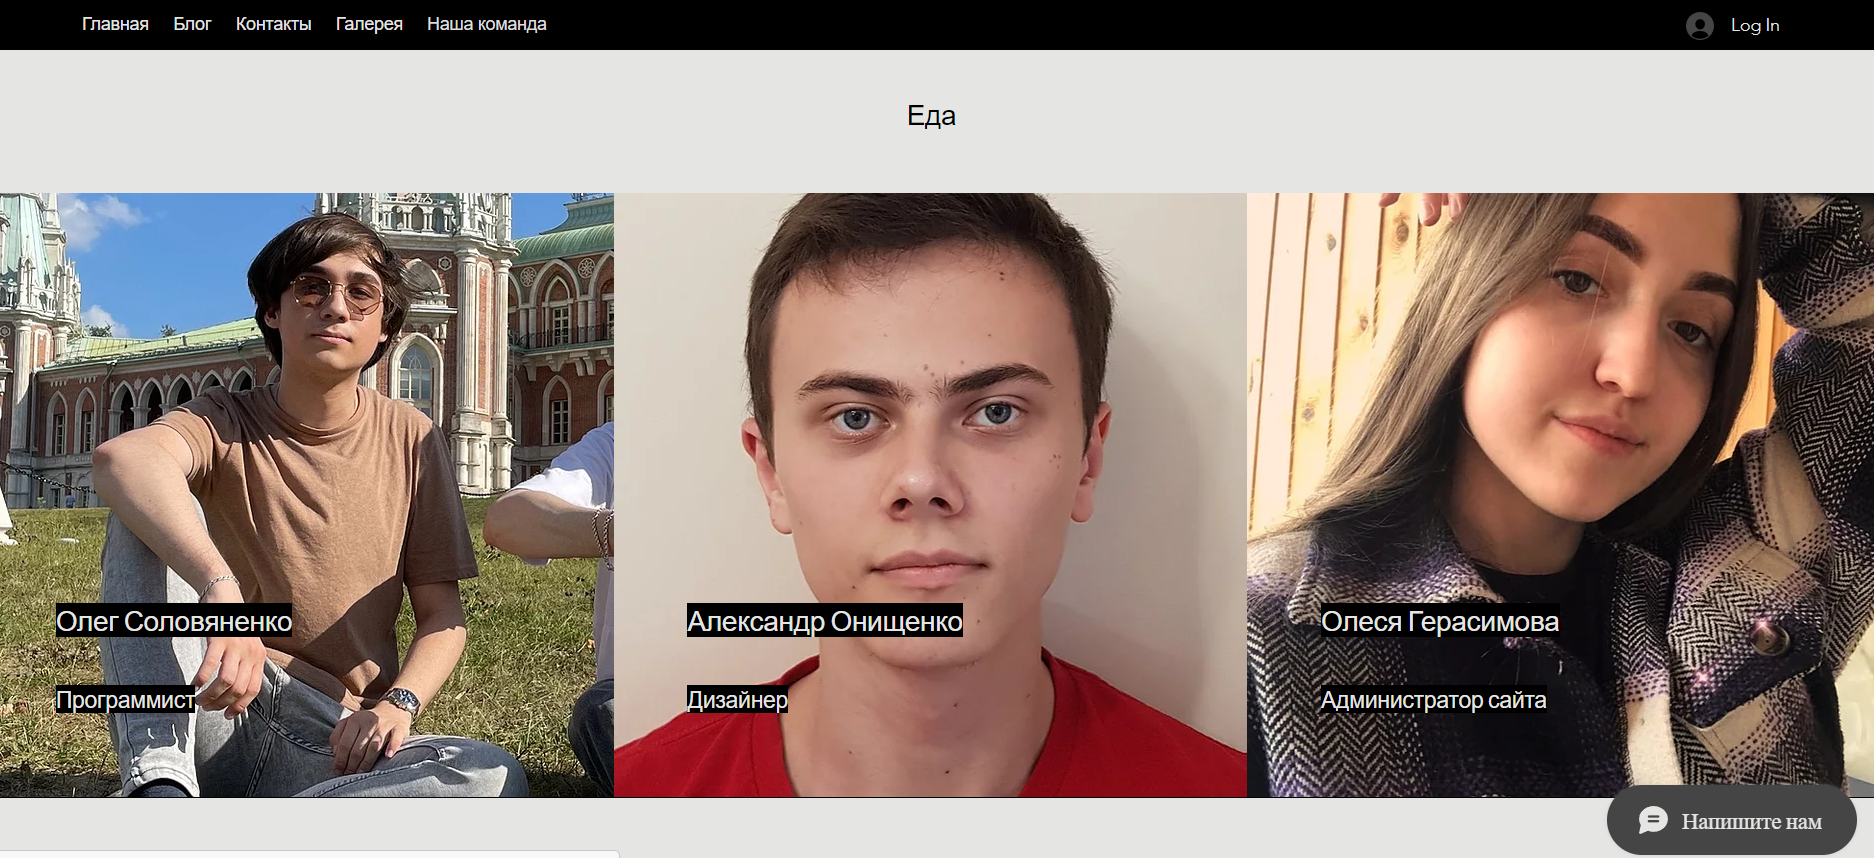 Главная Блог Контакты Галерея Наша команда Log In
Еда
Олег Соловяненко
Программист
Александр Онищенко
Дизайнер
Олеся Герасимова
Администратор сайта
Напишите нам